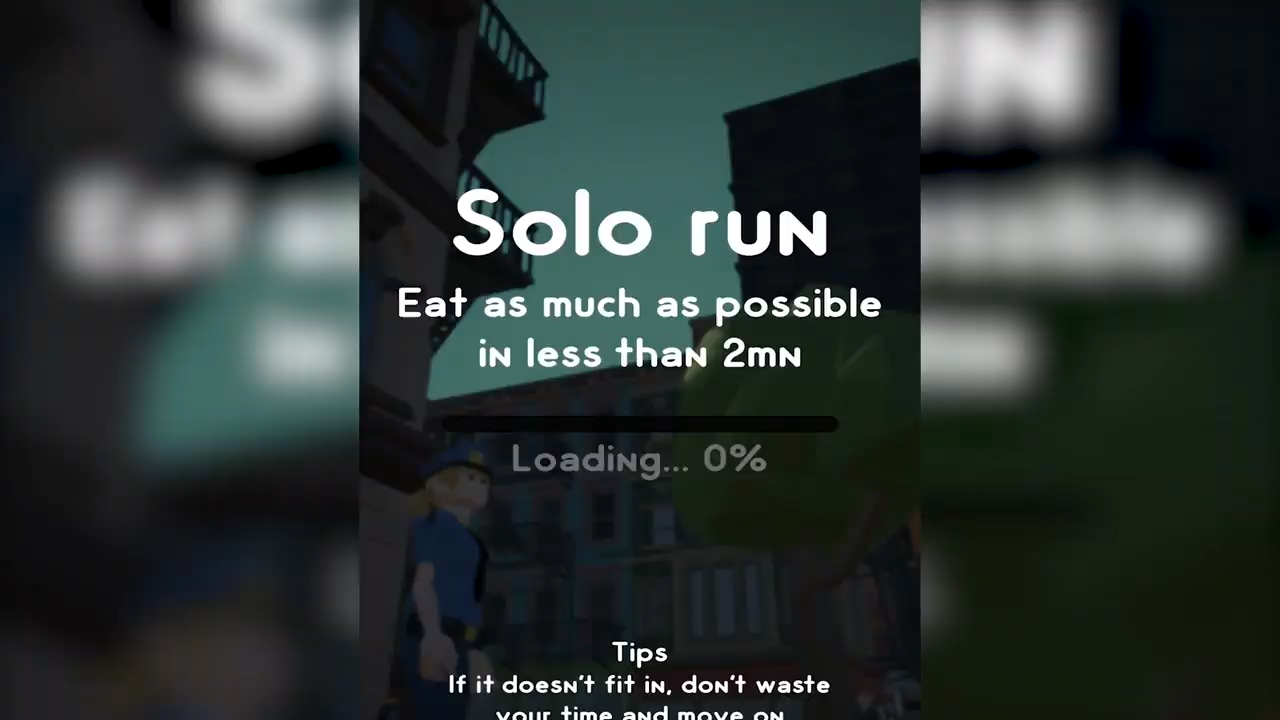 Solo run
Eat as much as possible
in less than 2mn
Loading... 0%
Tips
If it doesn't fit in, don't waste
your time and move on